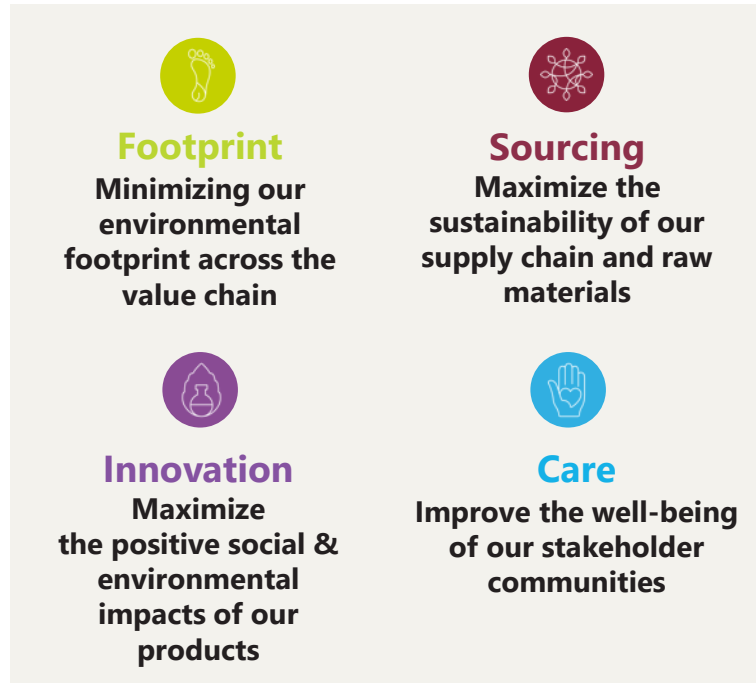 Footprint
Minimizing our
environmental
footprint across the
value chain
Sourcing
Maximize the
sustainability of our
supply chain and raw
materials
Innovation
Maximize
the positive social &
environmental
impacts of our
products
Care
Improve the well-being
of our stakeholder
communities